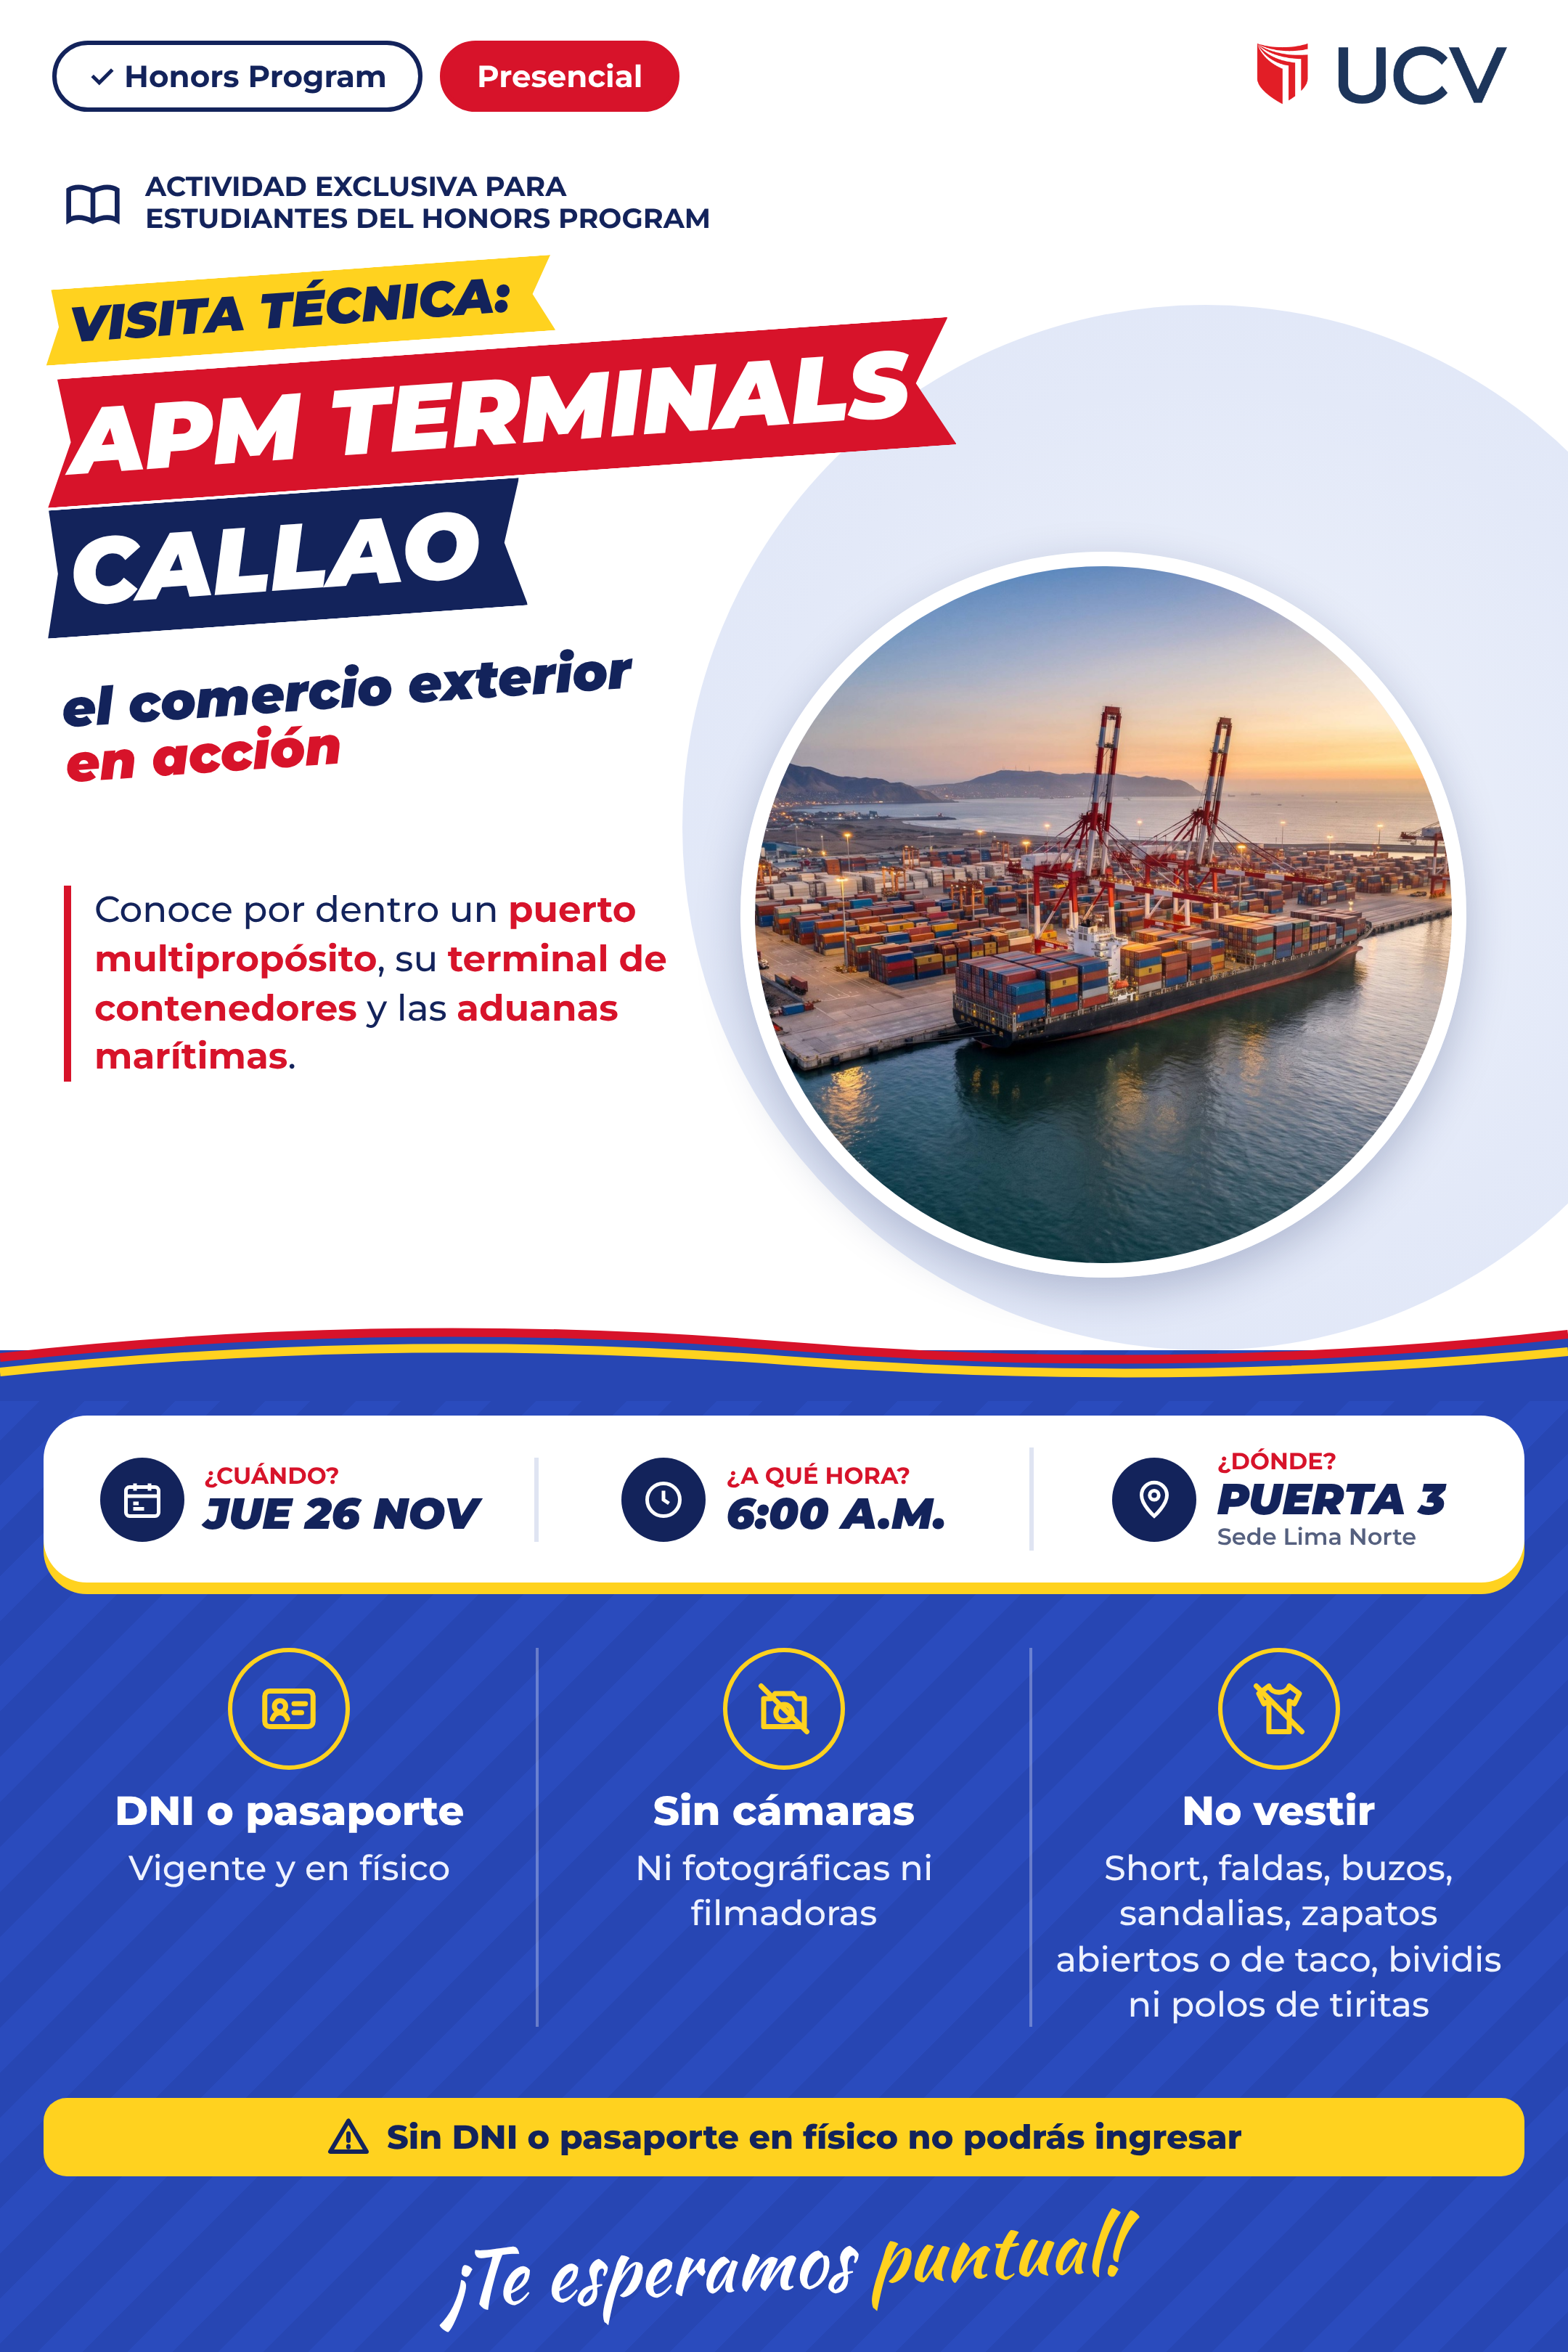 Honors Program
Presencial
UCV
ACTIVIDAD EXCLUSIVA PARA
ESTUDIANTES DEL HONORS PROGRAM
VISITA TÉCNICA:
APM TERMINALS
CALLAO
el comercio exterior
en acción
Conoce por dentro un puerto
multipropósito, su terminal de
contenedores y las aduanas
marítimas.
¿CUÁNDO?
JUE 26 NOV
¿A QUÉ HORA?
6:00 A.M.
¿DÓNDE?
PUERTA 3
Sede Lima Norte
DNI o pasaporte
Vigente y en físico
Sin cámaras
Ni fotográficas ni
filmadoras
No vestir
Short, faldas, buzos,
sandalias, zapatos
abiertos o de taco, bividis
ni polos de tiritas
Sin DNI o pasaporte en físico no podrás ingresar
¡Te esperamos puntual!